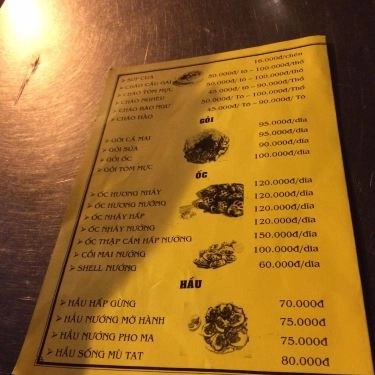 SÚP CUA 16.000đ/chén
CHÁO CÂU GAI 50.000đ/tô – 100.000đ/thố
CHÁO TÔM MỰC 50.000đ/tô – 100.000đ/thố
CHÁO NGHÊU 45.000đ/tô – 90.000đ/Thố
CHÁO BÀO NGƯ 50.000đ/tô – 100.000đ/Thố
CHÁO HÀO 45.000đ/Tô – 90.000đ/Tô
GỎI
GỎI CÁ MAI 95.000đ/dĩa
GỎI SỨA 95.000đ/dĩa
GỎI ỐC 90.000đ/dĩa
GỎI TÔM MỰC 100.000đ/dĩa
ỐC
ỐC HƯƠNG NHÁY 120.000đ/dĩa
ỐC HƯƠNG NƯỚNG 120.000đ/dĩa
ỐC NHẢY HẤP 120.000đ/dĩa
ỐC NHẢY NƯỚNG 120.000đ/dĩa
ỐC THẬP CẨM HẤP NƯỚNG 150.000đ/dĩa
CỒI MAI NƯỚNG 100.000đ/dĩa
SHELL NƯỚNG 60.000đ/dĩa
HÀU
HÀU HẤP GỪNG 70.000đ
HÀU NƯỚNG MỠ HÀNH 75.000đ
HÀU NƯỚNG PHO MA 75.000đ
HÀU SỐNG MÙ TẠT 80.000đ